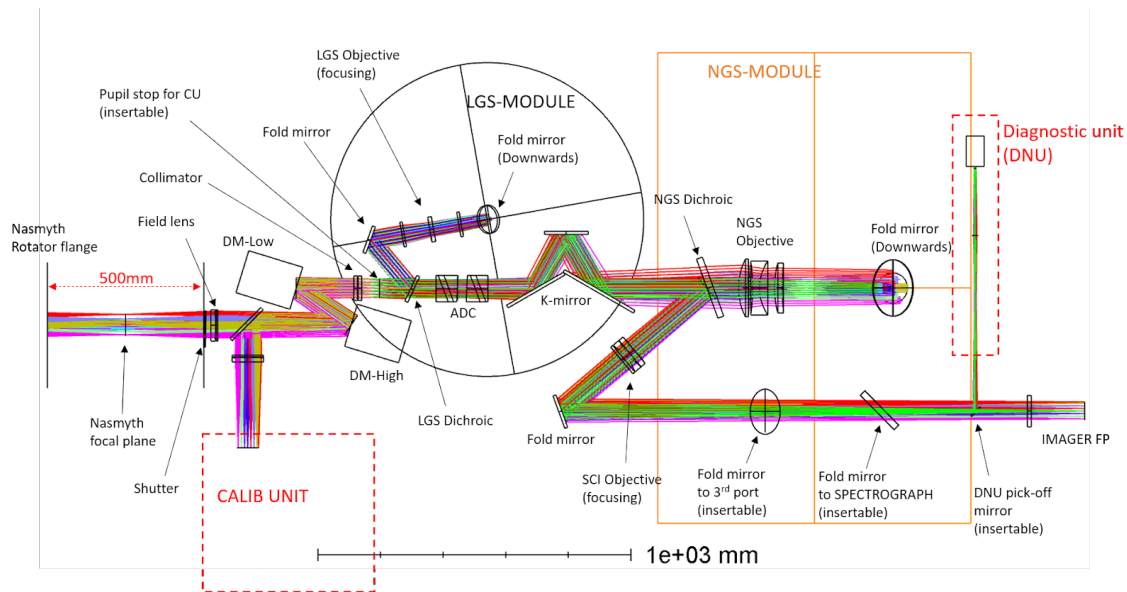 LGS Objective
(focusing)
NGS-MODULE
Pupil stop for CU
(insertable)
LGS-MODULE
Fold mirror
Fold mirror
(Downwards)
Diagnostic unit
(DNU)
Collimator
NGS Dichroic
Field lens
NGS
Objective
Fold mirror
(Downwards)
Nasmyth
Rotator flange
DM-Low
500mm
K-mirror
ADC
DM-High
Nasmyth
focal plane
LGS Dichroic
Fold mirror
IMAGER FP
Shutter
SCI Objective
(focusing)
Fold mirror
to 3rd port
(insertable)
Fold mirror
to SPECTROGRAPH
(insertable)
DNU pick-off
mirror
(insertable)
CALIB UNIT
1e+03 mm